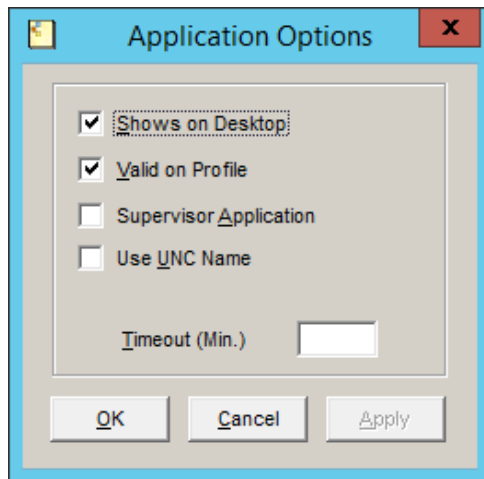 Application Options
x
Shows on Desktop
Valid on Profile
Supervisor Application
Use UNC Name
Timeout (Min.)
OK
Cancel
Apply